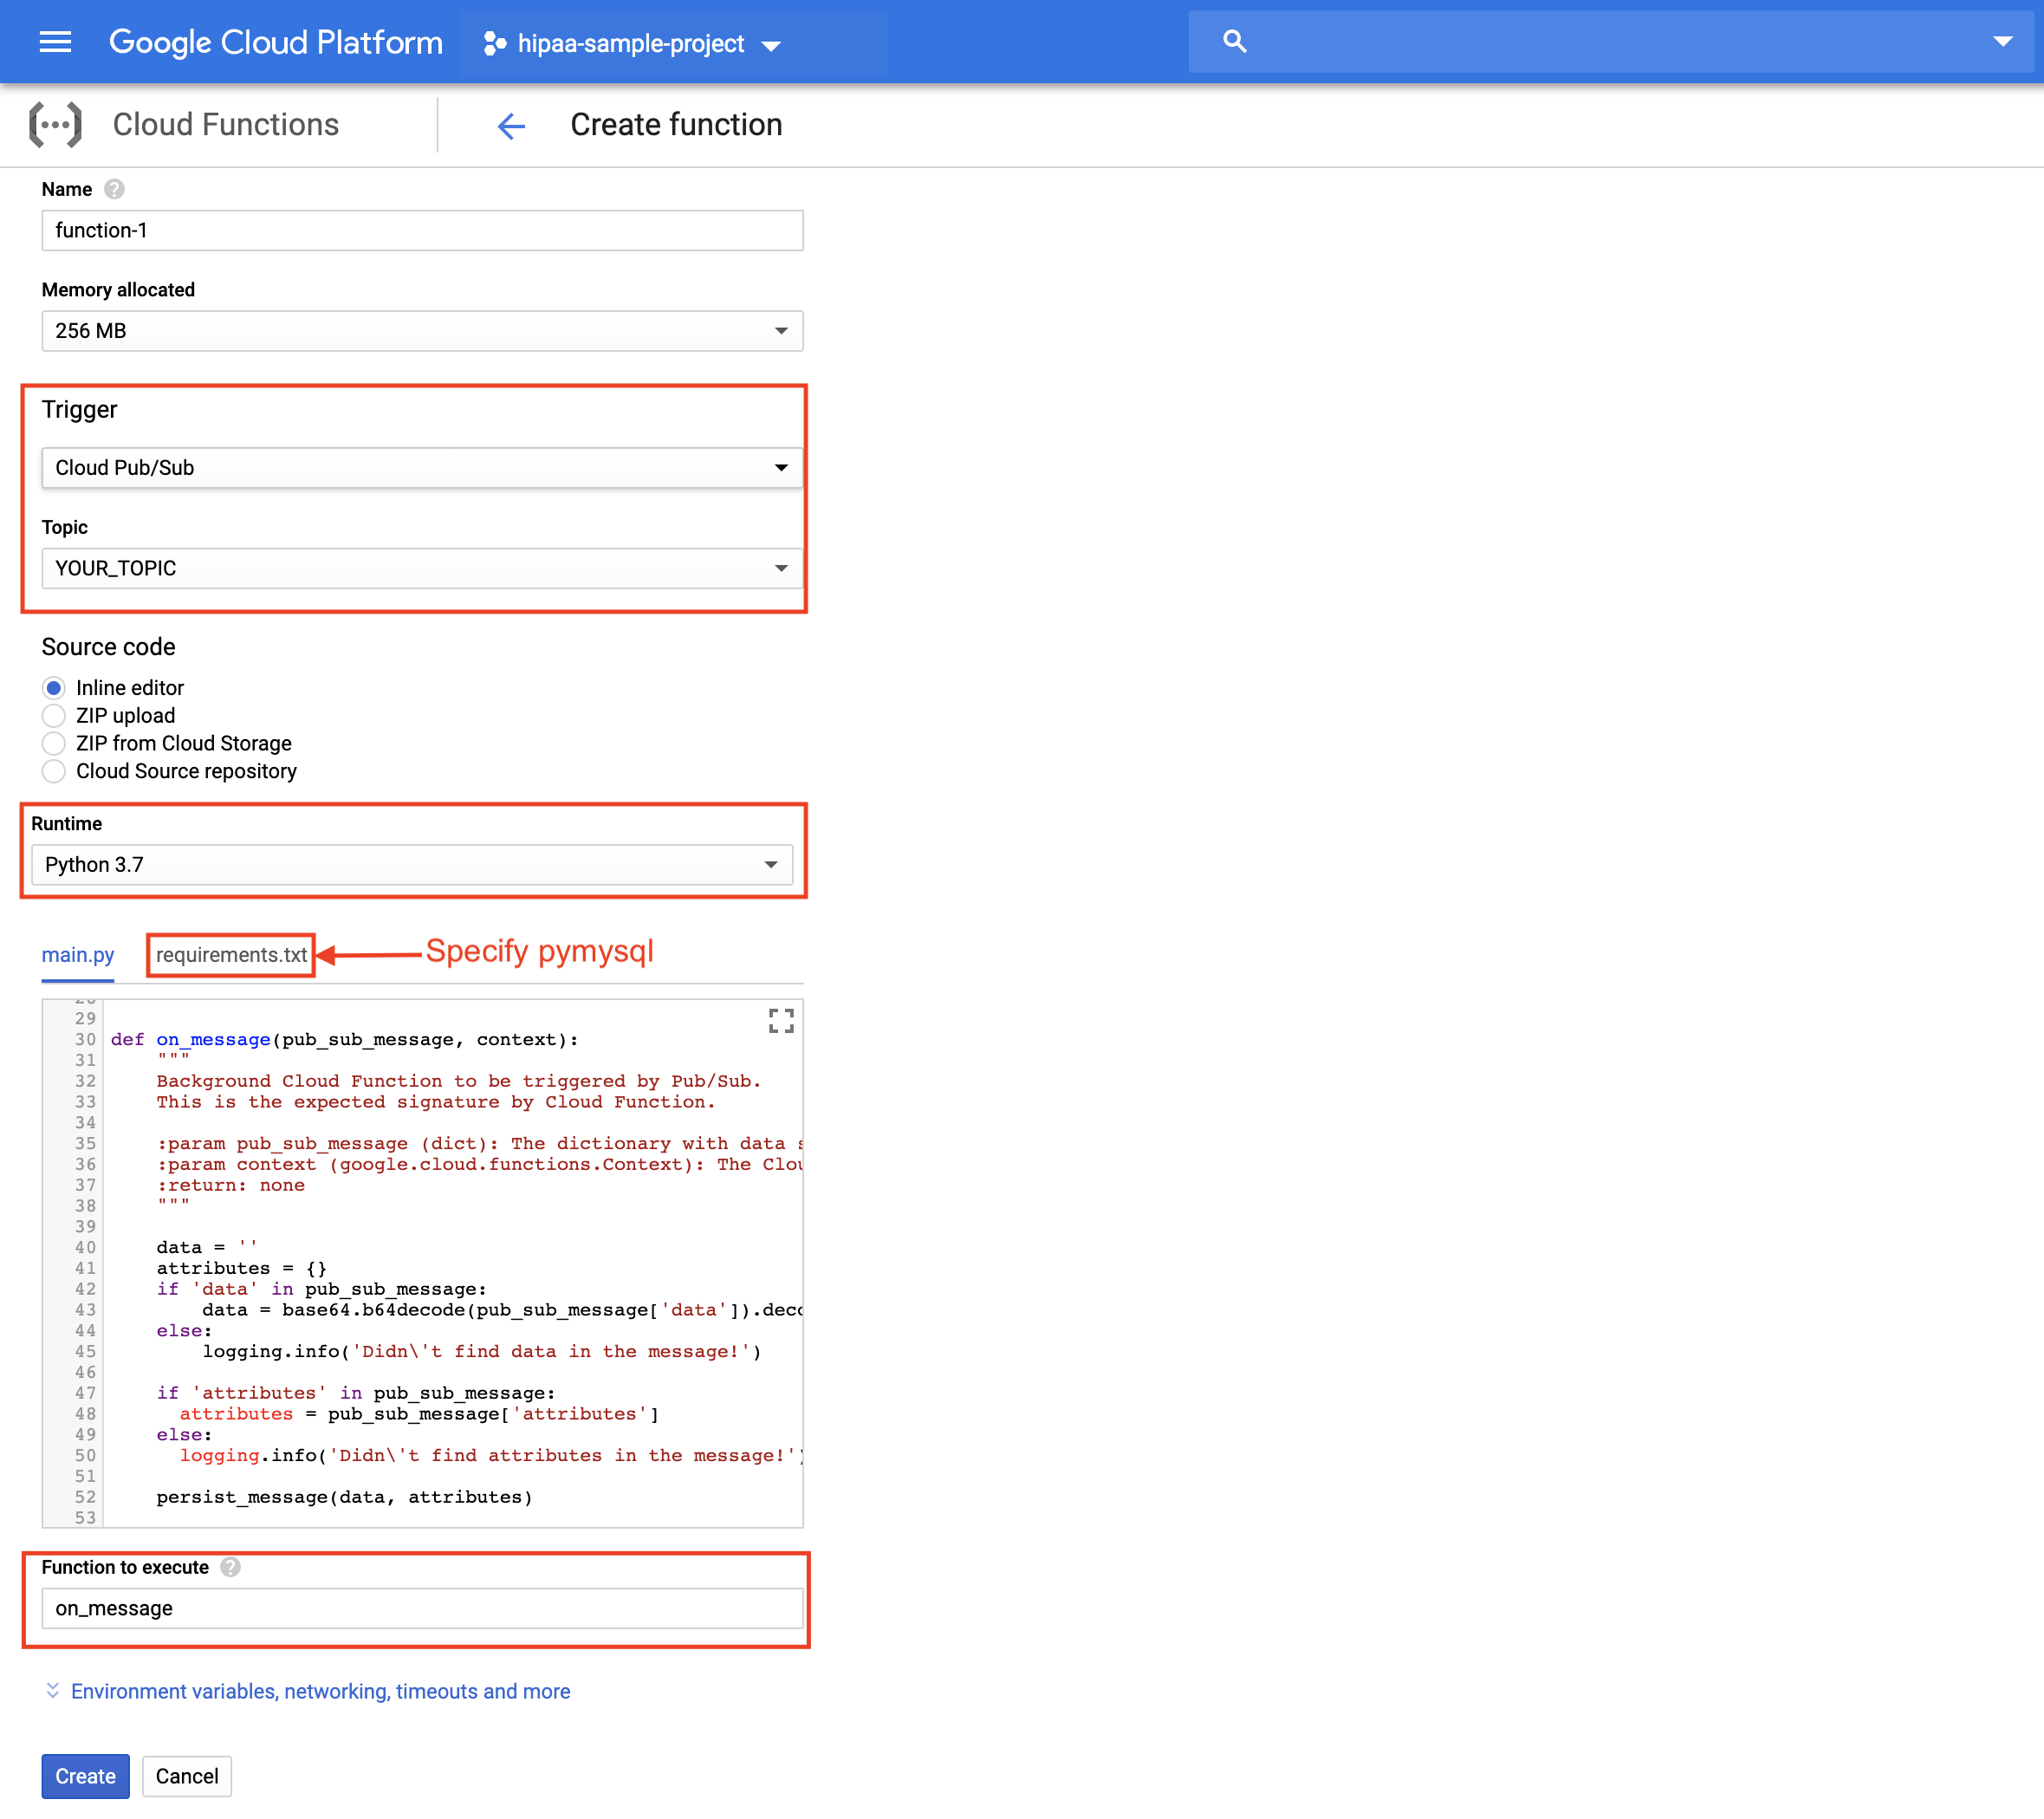 Google Cloud Platform
hipaa-sample-project
Cloud Functions
Create function
Name
function-1
Memory allocated
256 MB
Trigger
Cloud Pub/Sub
Topic
YOUR_TOPIC
Source code
Inline editor
ZIP upload
ZIP from Cloud Storage
Cloud Source repository
Runtime
Python 3.7
main.py requirements.txt Specify pymysql
29
30 def on_message(pub_sub_message, context):
31     """
32     Background Cloud Function to be triggered by Pub/Sub.
33     This is the expected signature by Cloud Function.
34
35     :param pub_sub_message (dict): The dictionary with data
36     :param context (google.cloud.functions.Context): The
37     :return: none
38     """
39
40     data = ''
41     attributes = {}
42     if 'data' in pub_sub_message:
43         data = base64.b64decode(pub_sub_message['data']).
44     else:
45         logging.info('Didn\'t find data in the message!')
46
47     if 'attributes' in pub_sub_message:
48       attributes = pub_sub_message['attributes']
49     else:
50       logging.info('Didn\'t find attributes in the message!')
51
52     persist_message(data, attributes)
53
Function to execute
on_message
Environment variables, networking, timeouts and more
Create Cancel